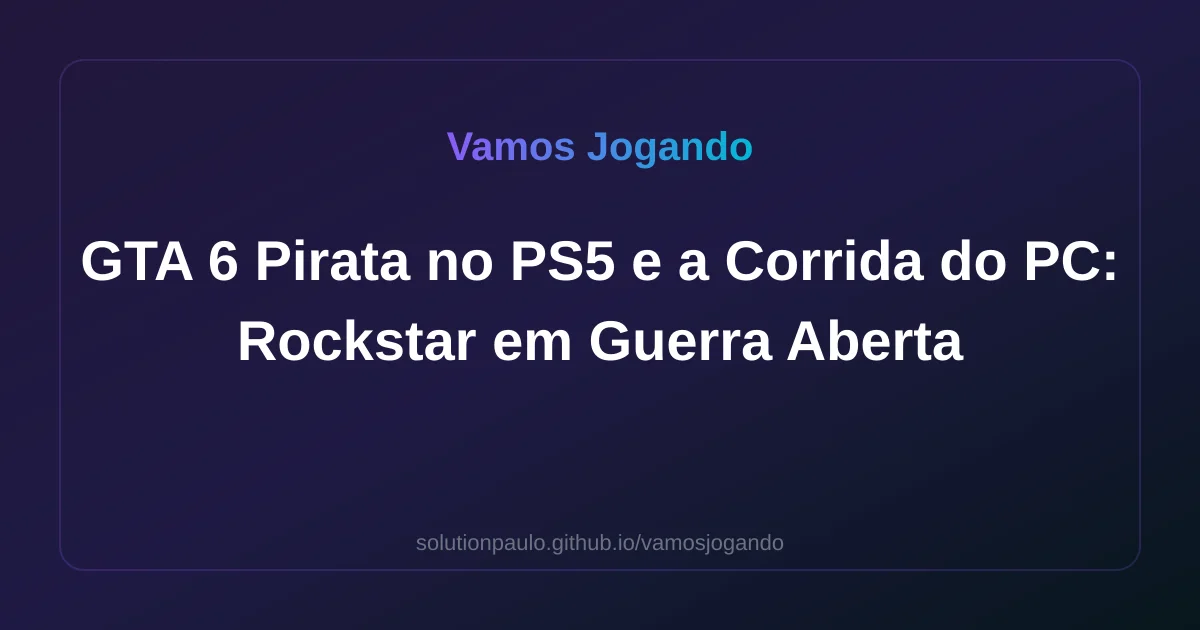 Vamos Jogando
GTA 6 Pirata no PS5 e a Corrida do PC:
Rockstar em Guerra Aberta
solutionpaulo.github.io/vamosjogando